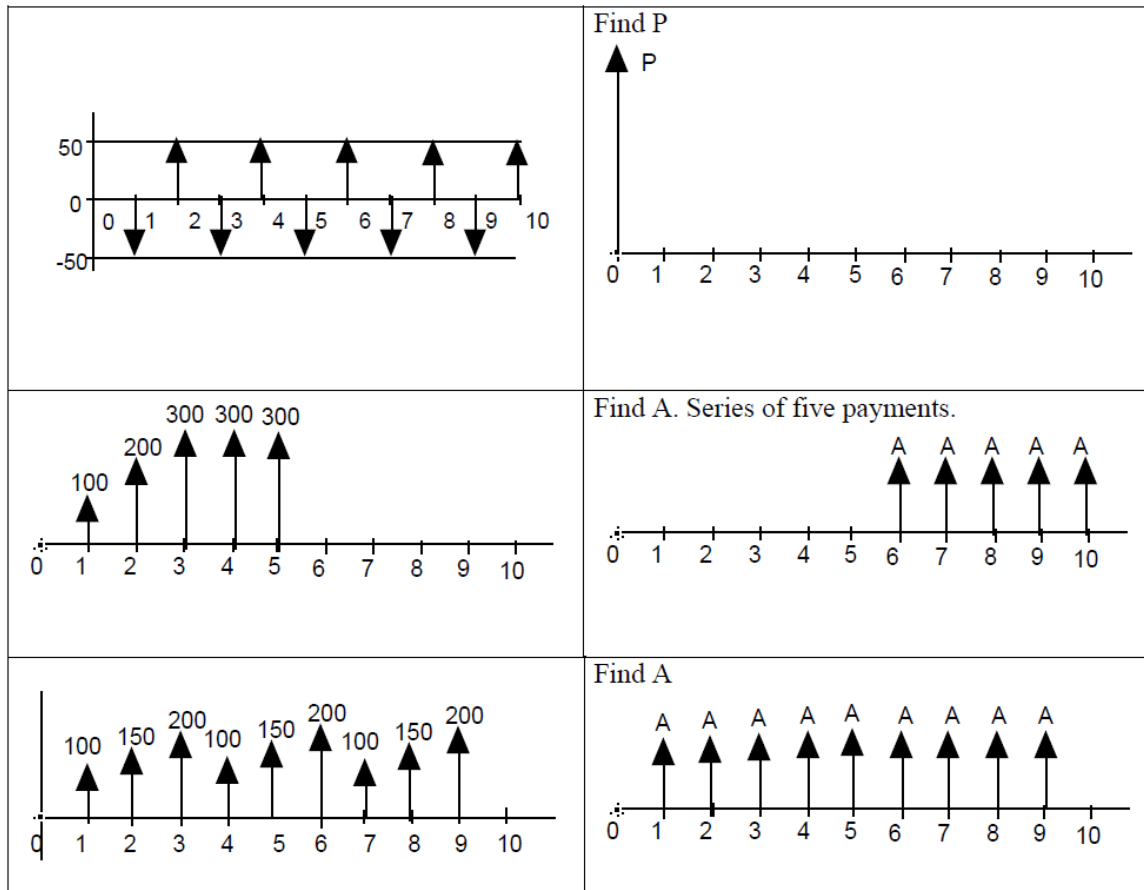 Find P
P
50
0
-50
0 1 2 3 4 5 6 7 8 9 10
0 1 2 3 4 5 6 7 8 9 10
100 200 300 300 300
0 1 2 3 4 5 6 7 8 9 10
Find A. Series of five payments.
A A A A A
0 1 2 3 4 5 6 7 8 9 10
100 150 200 100 150 200 100 150 200
0 1 2 3 4 5 6 7 8 9 10
Find A
A A A A A A A A A
0 1 2 3 4 5 6 7 8 9 10